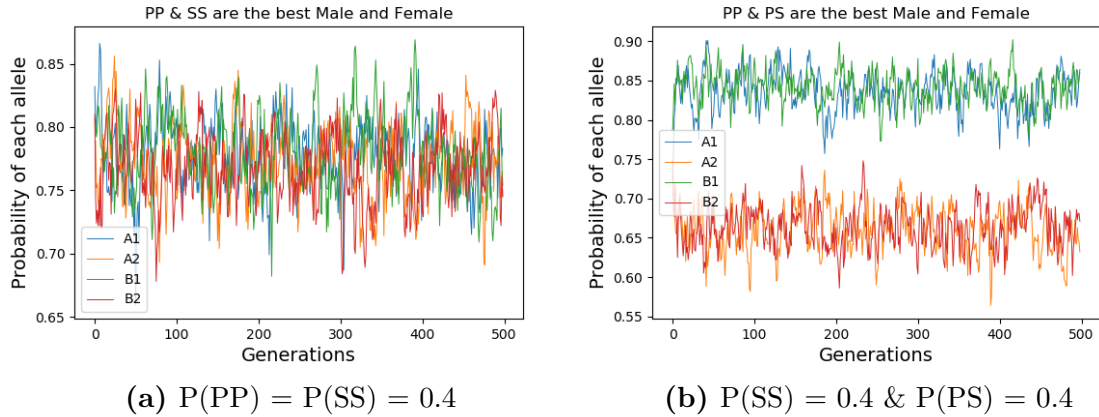 PP & SS are the best Male and Female
Probability of each allele
0.85
0.80
0.75
0.70
0.65
A1
A2
B1
B2
0 100 200 300 400 500
Generations
(a) P(PP) = P(SS) = 0.4
PP & PS are the best Male and Female
Probability of each allele
0.90
0.85
0.80
0.75
0.70
0.65
0.60
0.55
A1
A2
B1
B2
0 100 200 300 400 500
Generations
(b) P(SS) = 0.4 & P(PS) = 0.4